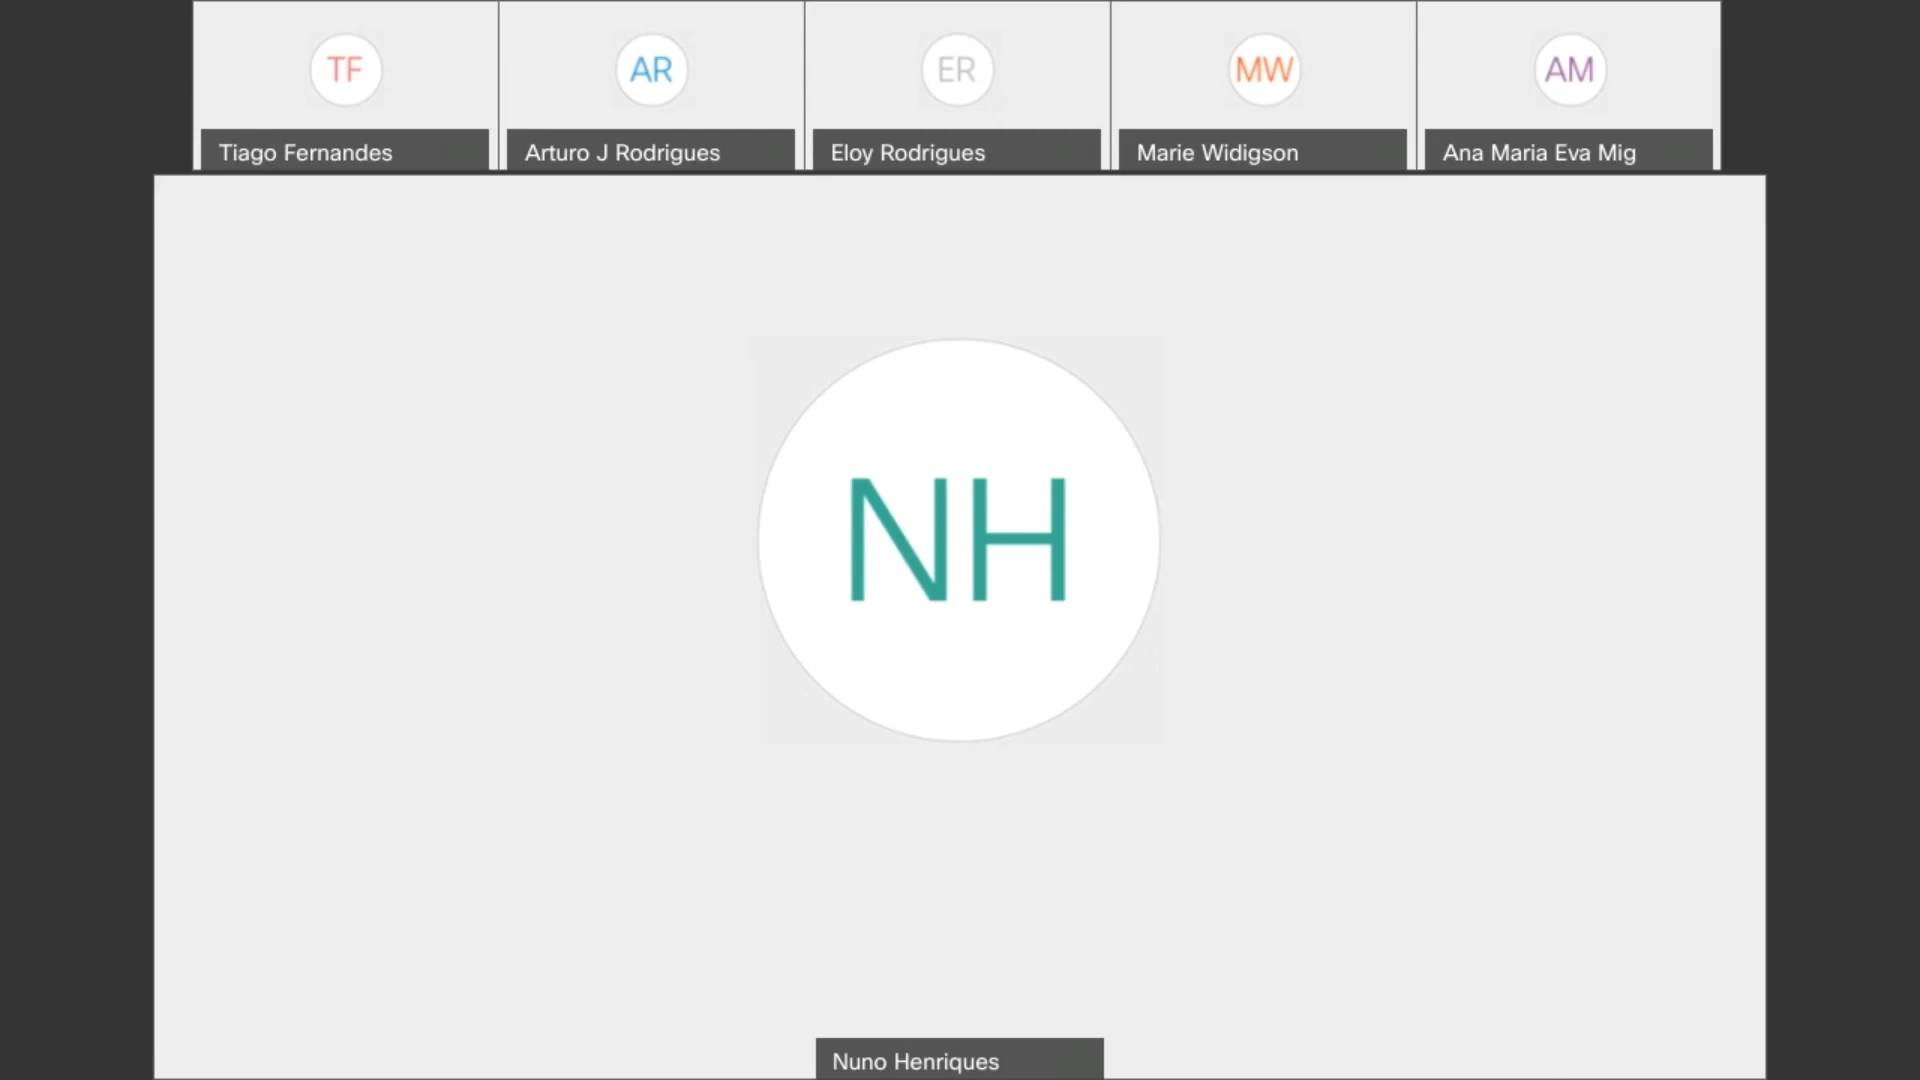 TF
AR
ER
MW
AM
Tiago Fernandes
Arturo J Rodrigues
Eloy Rodrigues
Marie Widigson
Ana Maria Eva Mig
NH
Nuno Henriques